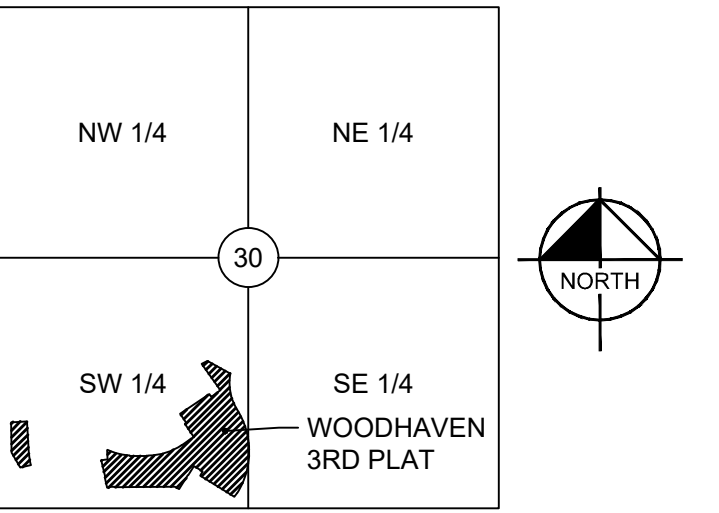 NW 1/4
NE 1/4
30
NORTH
SW 1/4
SE 1/4
WOODHAVEN
3RD PLAT